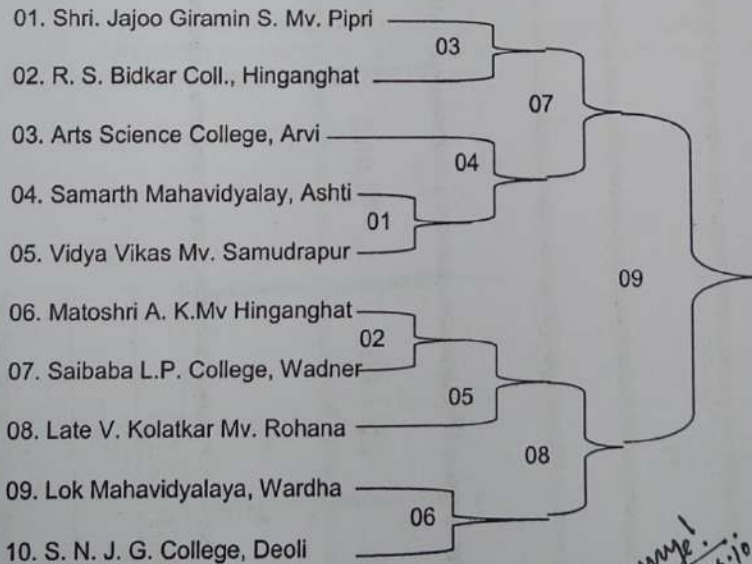 01. Shri. Jajoo Giramin S. Mv. Pipri
03
02. R. S. Bidkar Coll., Hinganghat
07
03. Arts Science College, Arvi
04
04. Samarth Mahavidyalay, Ashti
01
05. Vidya Vikas Mv. Samudrapur
09
06. Matoshri A. K.Mv Hinganghat
02
07. Saibaba L.P. College, Wadner
05
08. Late V. Kolatkar Mv. Rohana
08
09. Lok Mahavidyalaya, Wardha
06
10. S. N. J. G. College, Deoli